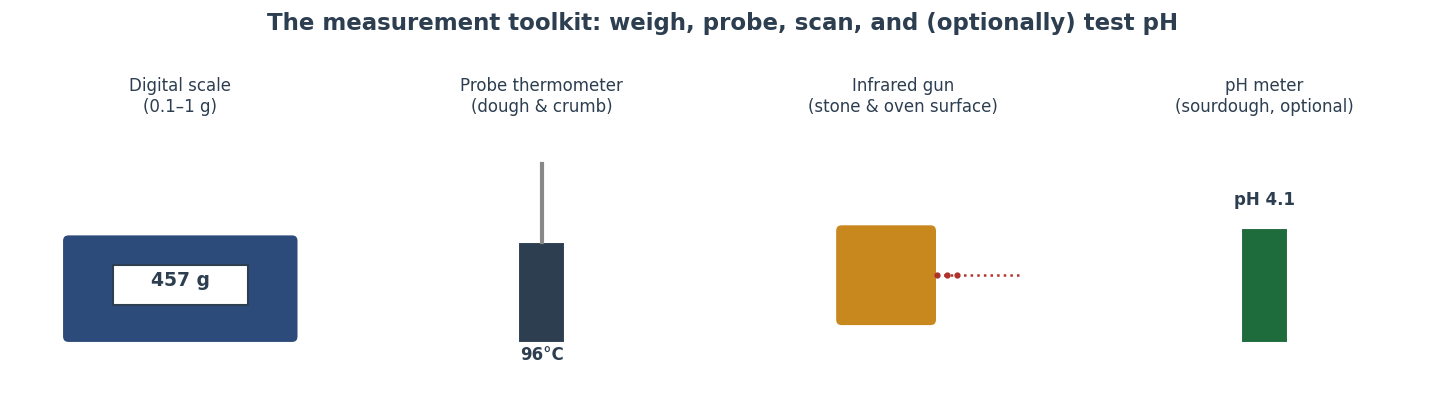 The measurement toolkit: weigh, probe, scan, and (optionally) test pH
Digital scale
(0.1–1 g)
457 g
Probe thermometer
(dough & crumb)
96°C
Infrared gun
(stone & oven surface)
pH meter
(sourdough, optional)
pH 4.1